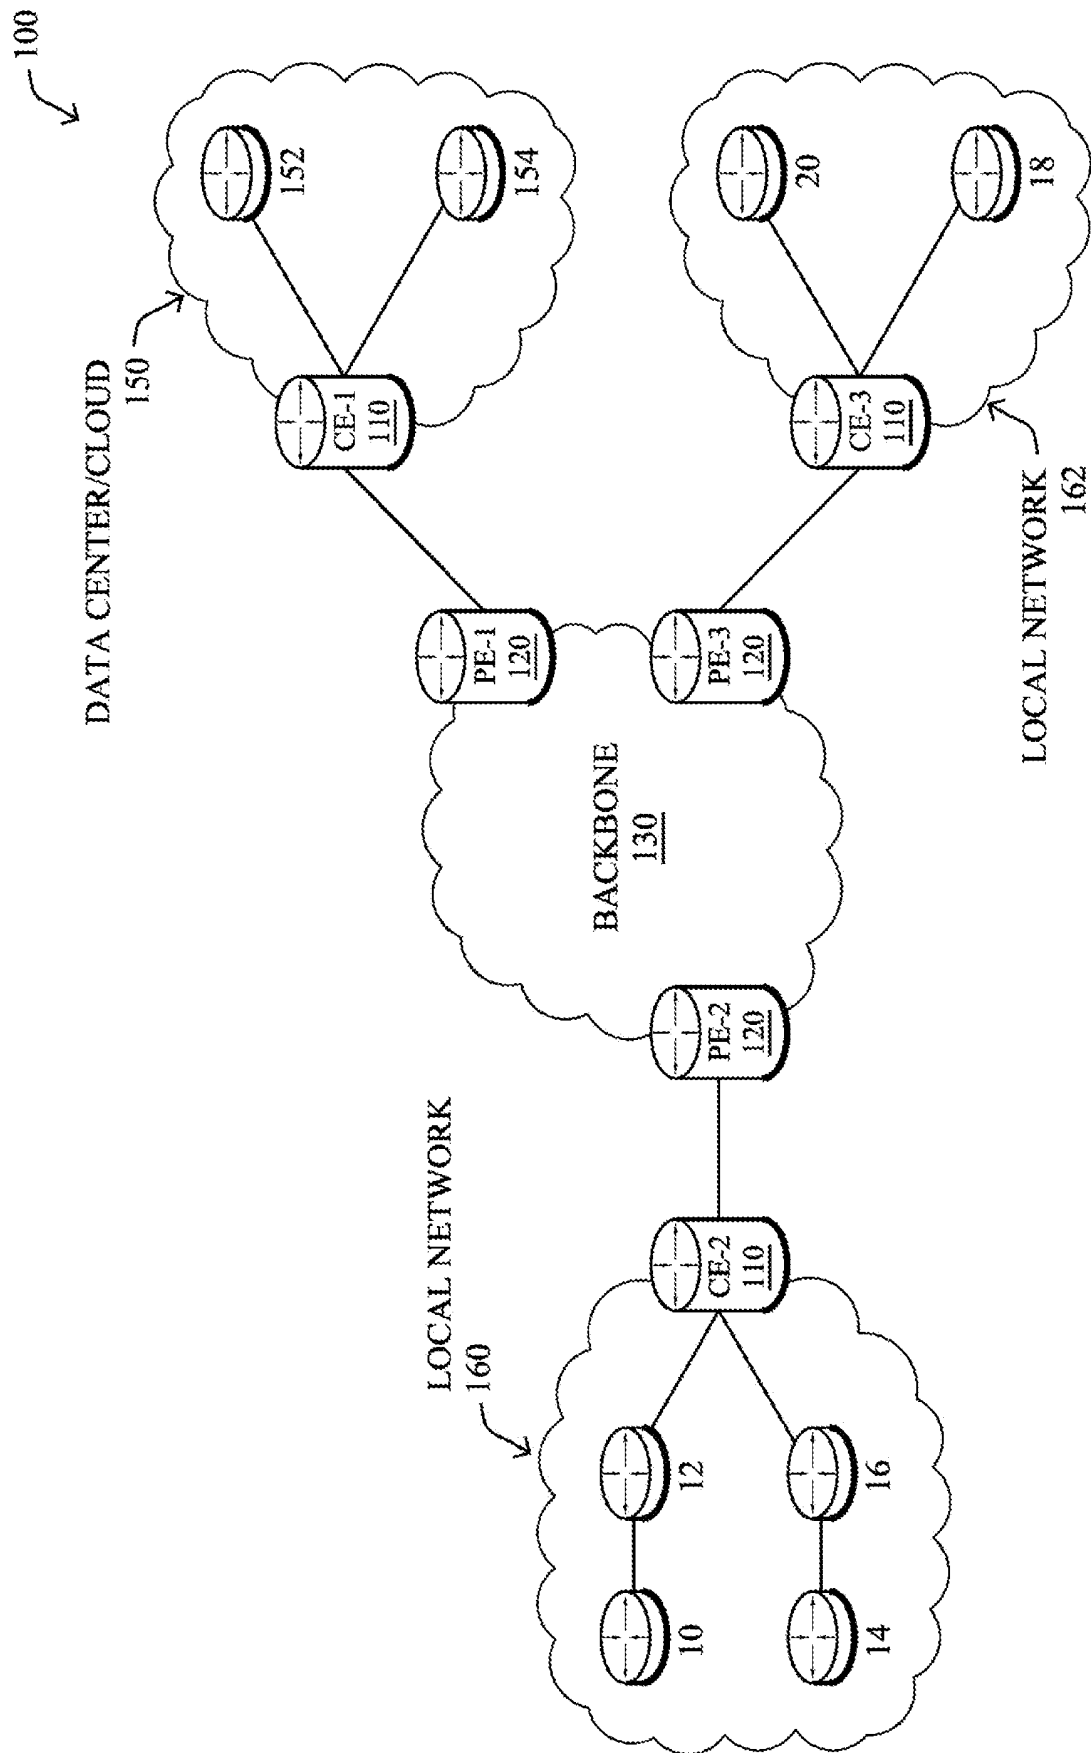 100
DATA CENTER/CLOUD
150
152
154
CE-1
110
PE-1
120
BACKBONE
130
PE-3
120
CE-3
110
20
18
LOCAL NETWORK
162
PE-2
120
CE-2
110
LOCAL NETWORK
160
12
10
16
14